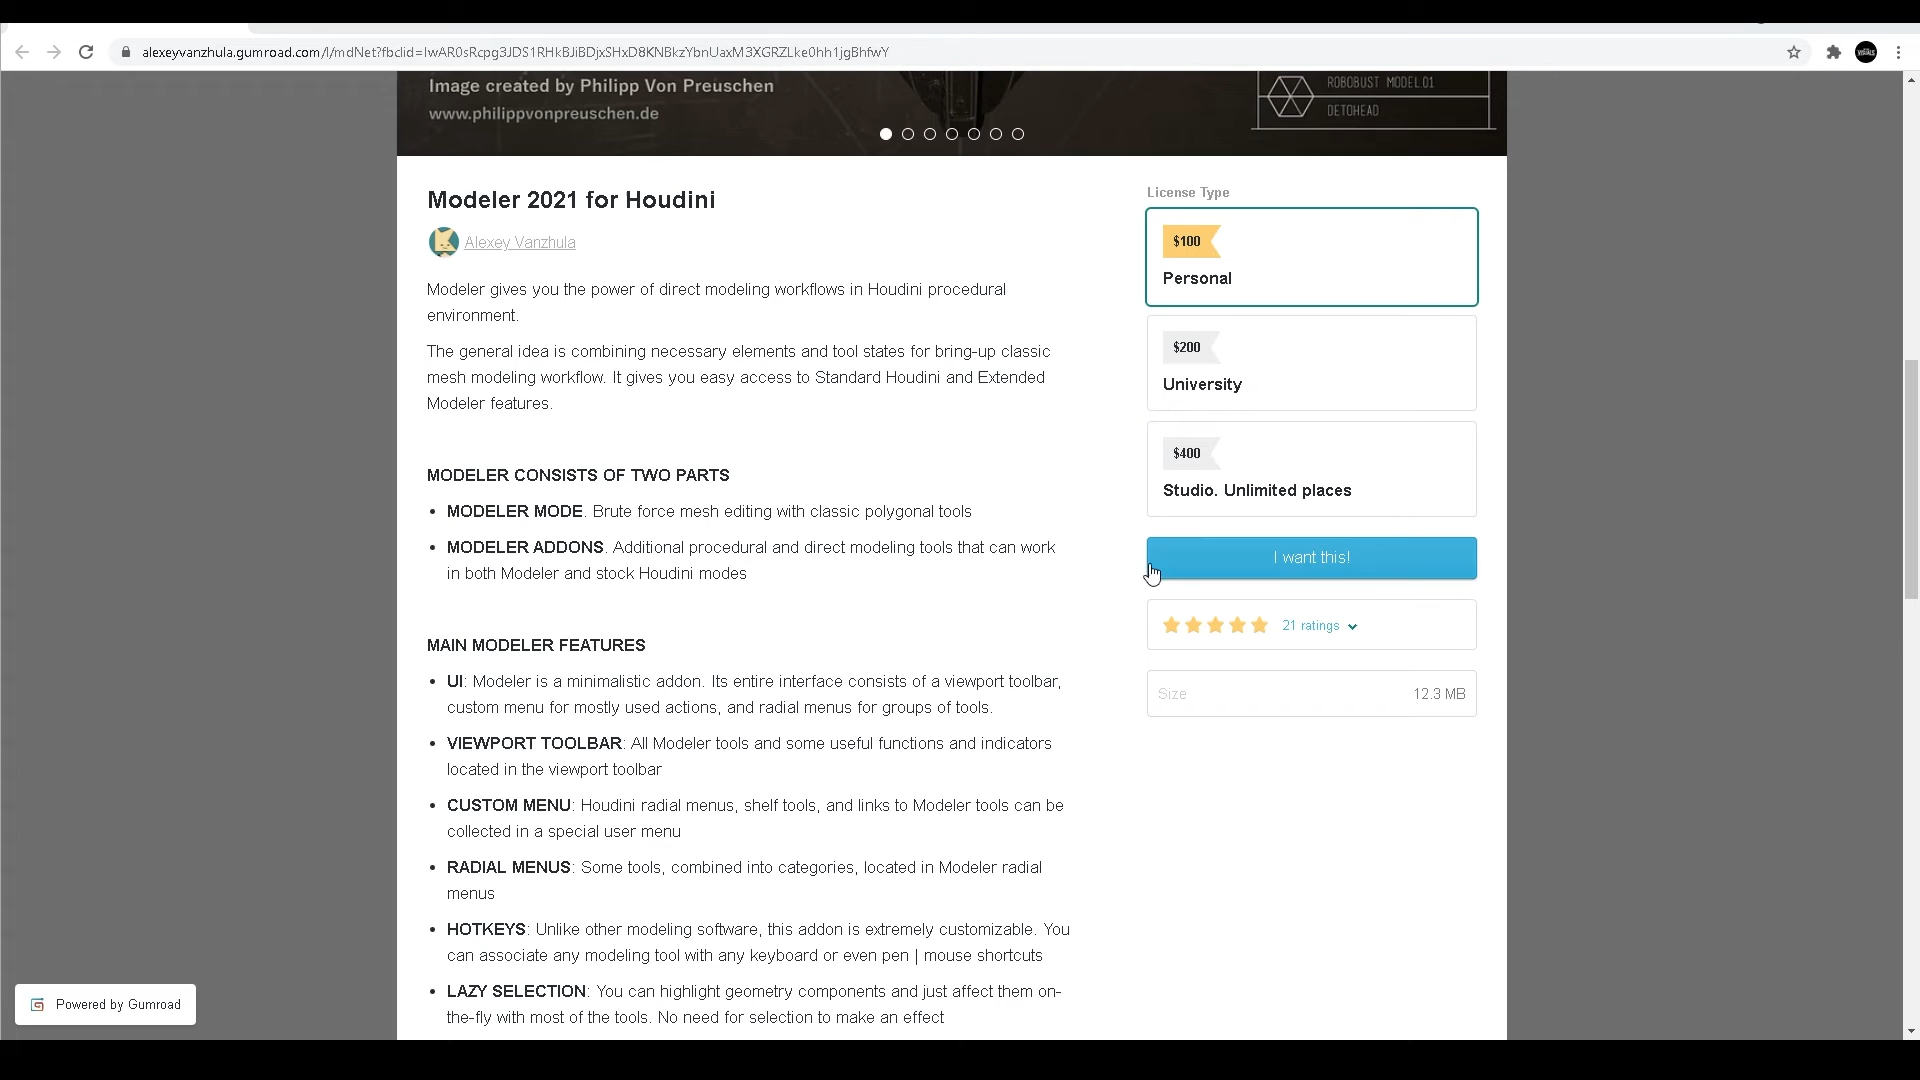 alexeyvanzhula.gumroad.com/l/mdNet?fbclid=IwAR0sRcpg3JDS1RHkBJiBDjxSHxD8KNBkzYbnUaxM3XGRZLke0hh1jgBhfwY
Image created by Philipp Von Preuschen
www.philippvonpreuschen.de
ROBOBUST MODEL.01
DETOHEAD
Modeler 2021 for Houdini
Alexey Vanzhula
Modeler gives you the power of direct modeling workflows in Houdini procedural
environment.
The general idea is combining necessary elements and tool states for bring-up classic
mesh modeling workflow. It gives you easy access to Standard Houdini and Extended
Modeler features.
MODELER CONSISTS OF TWO PARTS
• MODELER MODE. Brute force mesh editing with classic polygonal tools
• MODELER ADDONS. Additional procedural and direct modeling tools that can work
in both Modeler and stock Houdini modes
MAIN MODELER FEATURES
• UI: Modeler is a minimalistic addon. Its entire interface consists of a viewport toolbar,
custom menu for mostly used actions, and radial menus for groups of tools.
• VIEWPORT TOOLBAR: All Modeler tools and some useful functions and indicators
located in the viewport toolbar
• CUSTOM MENU: Houdini radial menus, shelf tools, and links to Modeler tools can be
collected in a special user menu
• RADIAL MENUS: Some tools, combined into categories, located in Modeler radial
menus
• HOTKEYS: Unlike other modeling software, this addon is extremely customizable. You
can associate any modeling tool with any keyboard or even pen | mouse shortcuts
• LAZY SELECTION: You can highlight geometry components and just affect them on-
the-fly with most of the tools. No need for selection to make an effect
License Type
$100
Personal
$200
University
$400
Studio. Unlimited places
I want this!
21 ratings
Size 12.3 MB
Powered by Gumroad